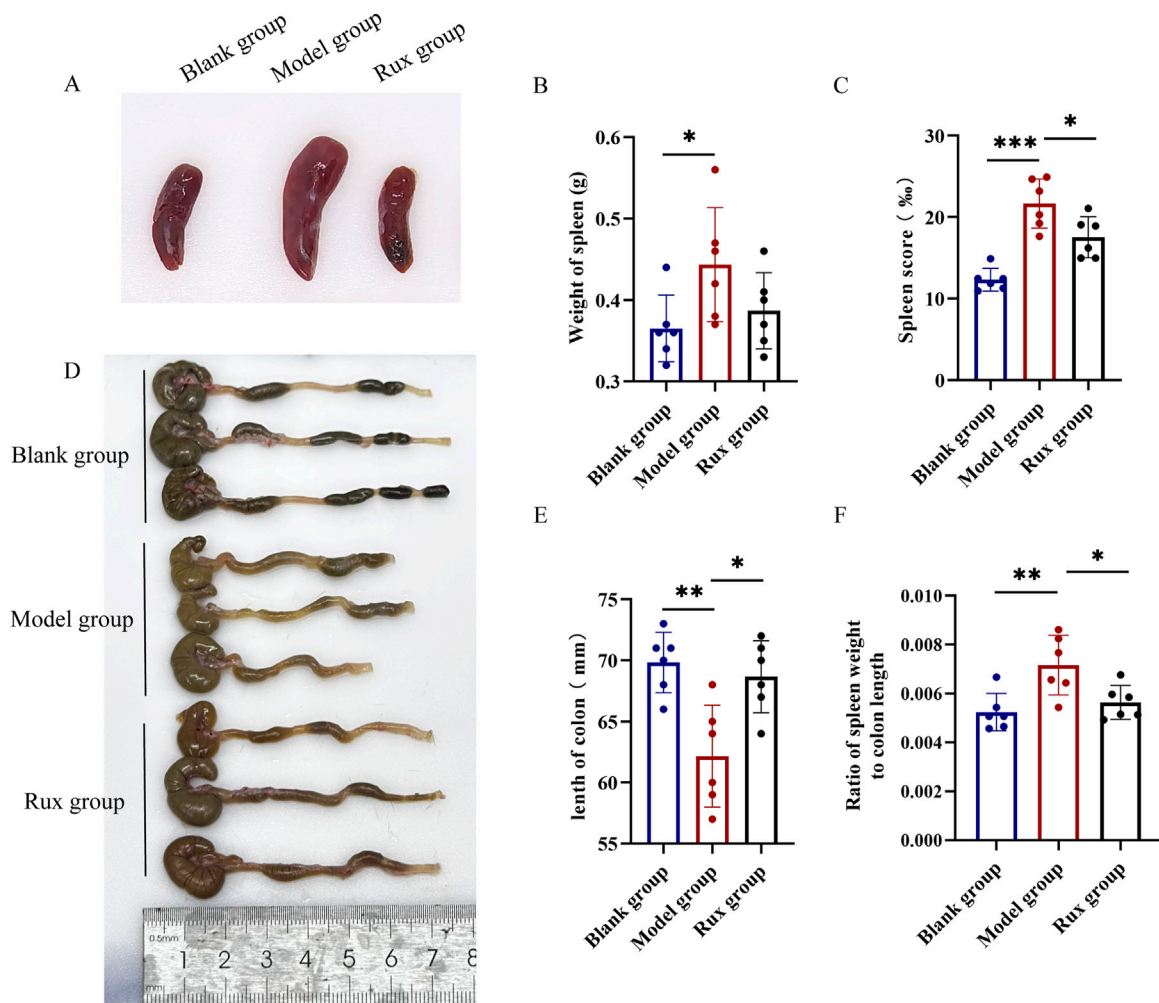 A
Blank group
Model group
Rux group
B
Weight of spleen (g)
0.6
0.5
0.4
0.3
*
Blank group
Model group
Rux group
C
Spleen score ( ‰)
30
20
10
0
***
*
Blank group
Model group
Rux group
D
Blank group
Model group
Rux group
0.5mm
mm
1 2 3 4 5 6 7 8
E
lenth of colon ( mm)
75
70
65
60
55
**
*
Blank group
Model group
Rux group
F
Ratio of spleen weight
to colon length
0.010
0.008
0.006
0.004
0.002
0.000
**
*
Blank group
Model group
Rux group